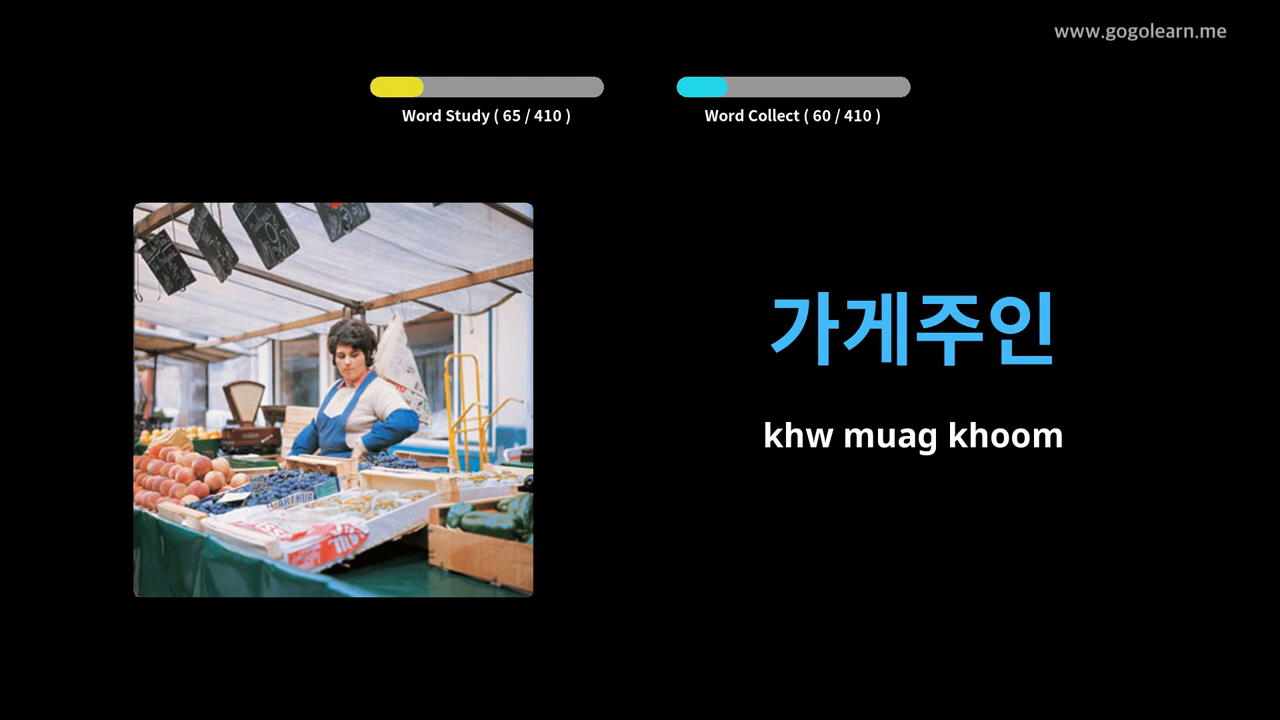 www.gogolearn.me
Word Study ( 65 / 410 )
Word Collect ( 60 / 410 )
가게주인
khw muag khoom